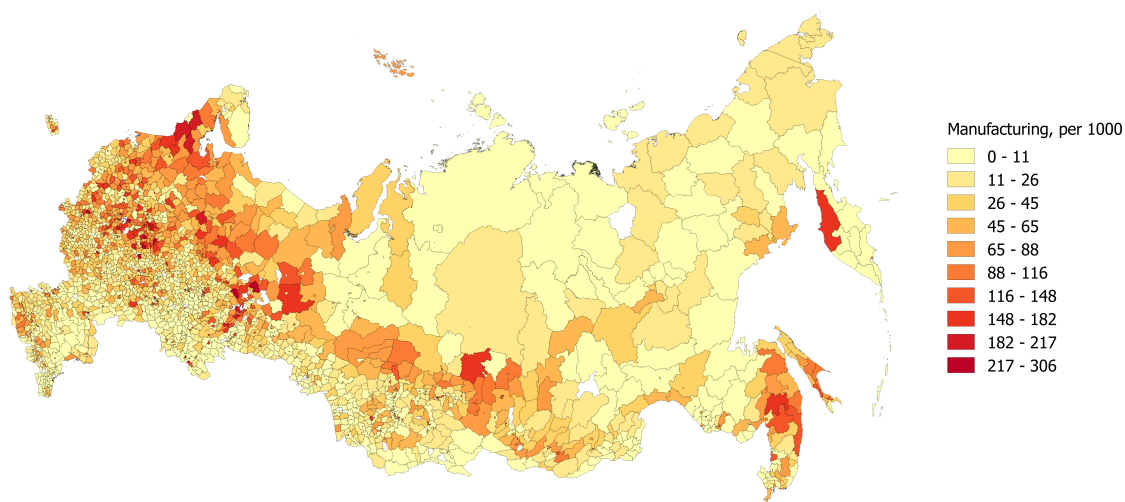 Manufacturing, per 1000
0 - 11
11 - 26
26 - 45
45 - 65
65 - 88
88 - 116
116 - 148
148 - 182
182 - 217
217 - 306